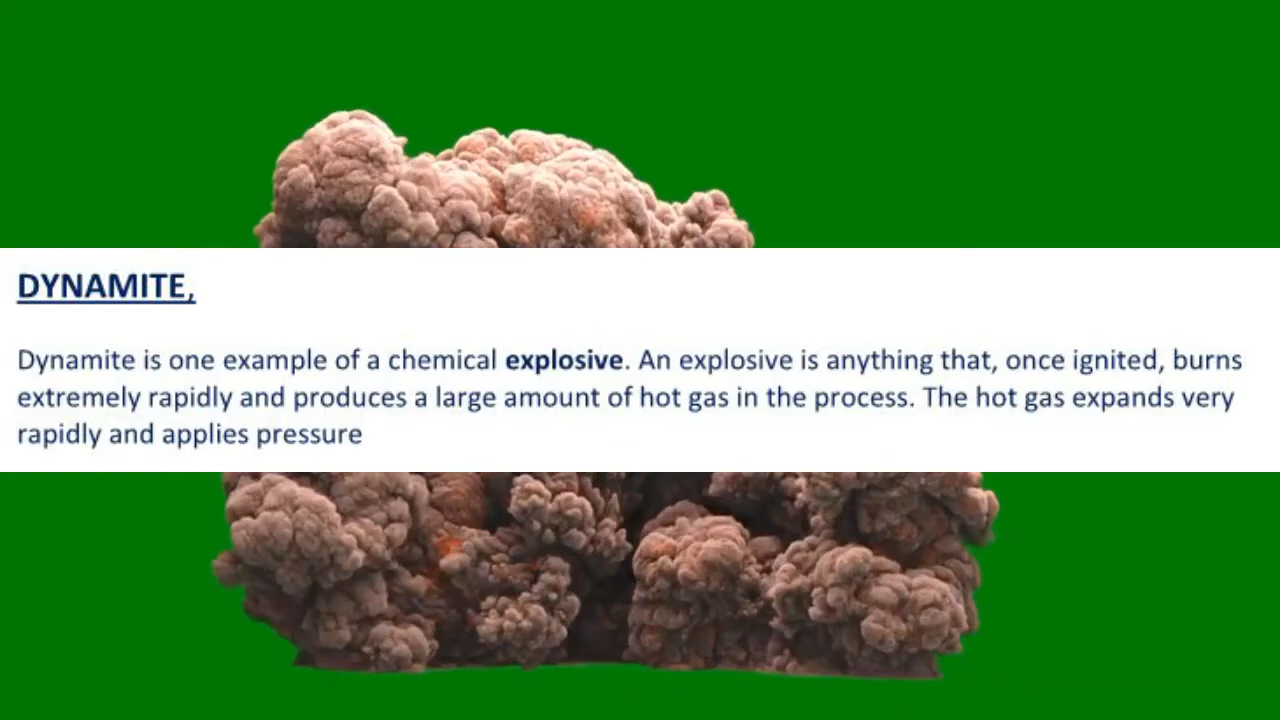 DYNAMITE,
Dynamite is one example of a chemical explosive. An explosive is anything that, once ignited, burns
extremely rapidly and produces a large amount of hot gas in the process. The hot gas expands very
rapidly and applies pressure